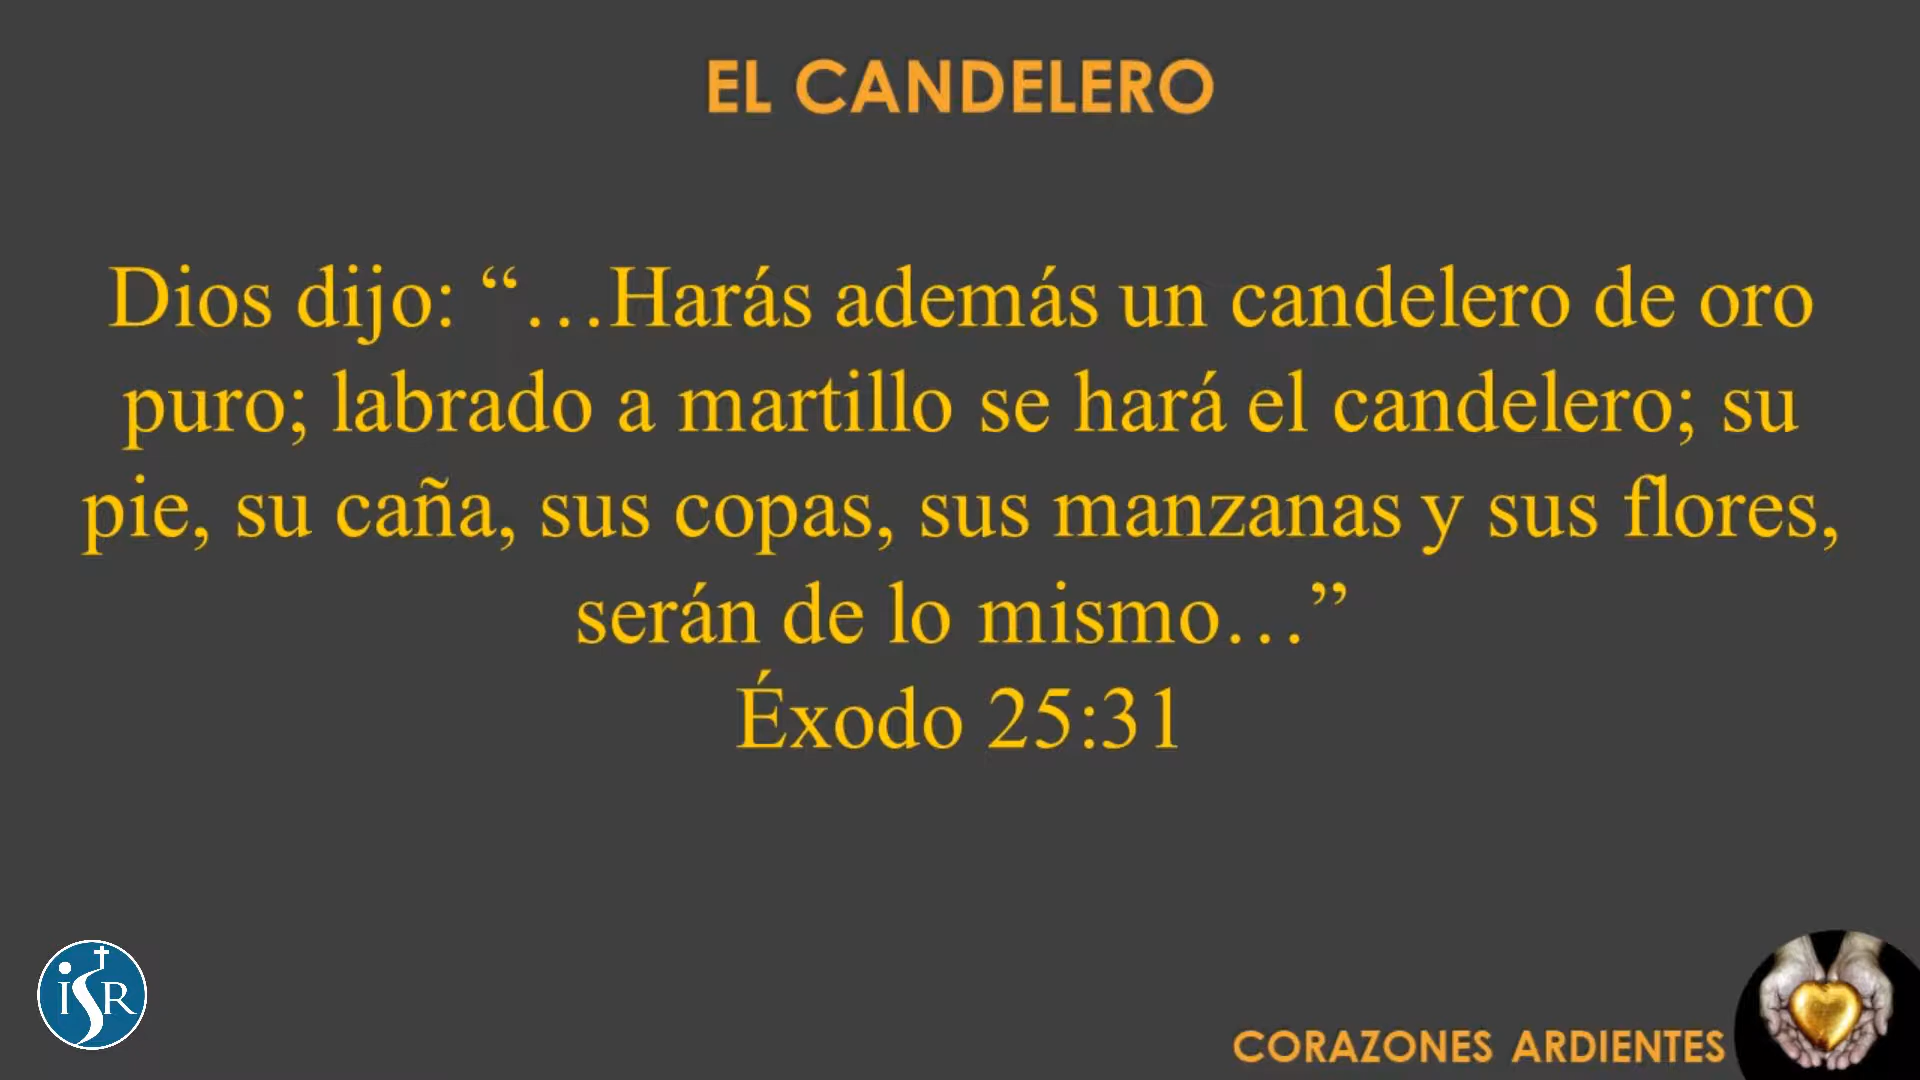 EL CANDELERO
Dios dijo: “…Harás además un candelero de oro
puro; labrado a martillo se hará el candelero; su
pie, su caña, sus copas, sus manzanas y sus flores,
serán de lo mismo…”
Éxodo 25:31
iSR
CORAZONES ARDIENTES